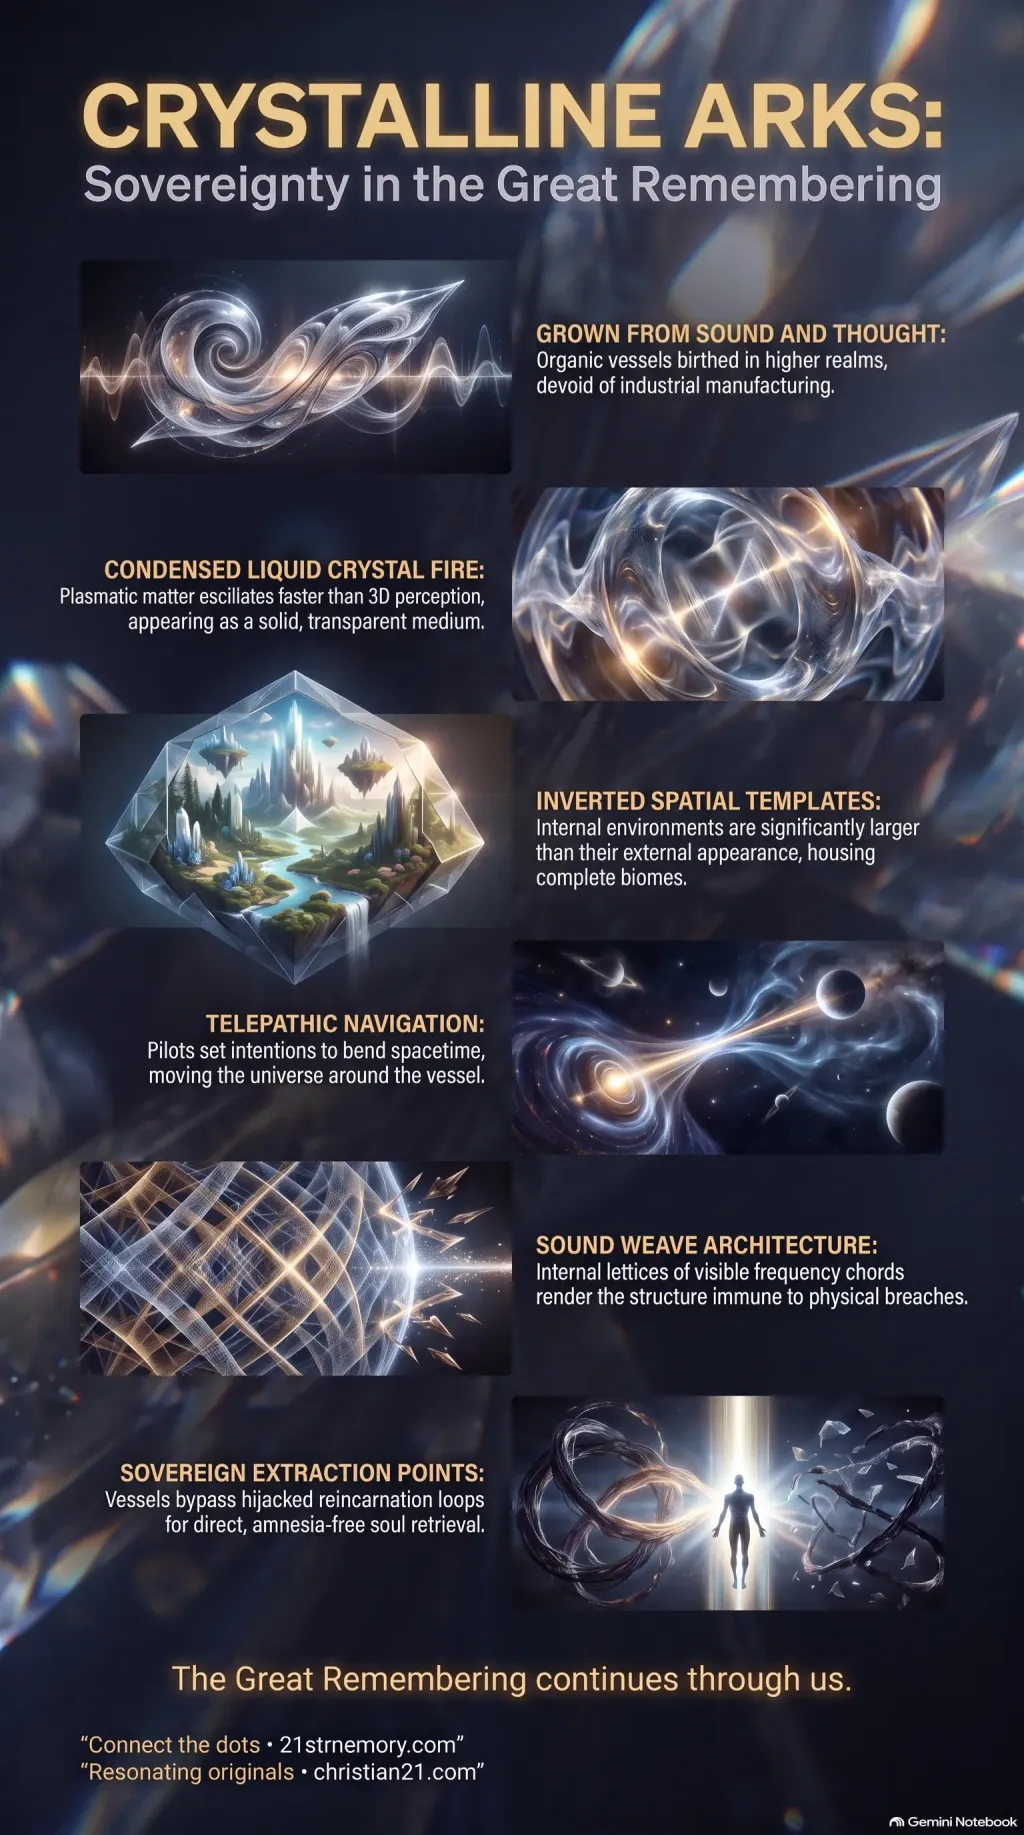 CRYSTALLINE ARKS:
Sovereignty in the Great Remembering
GROWN FROM SOUND AND THOUGHT:
Organic vessels birthed in higher realms,
devoid of industrial manufacturing.
CONDENSED LIQUID CRYSTAL FIRE:
Plasmatic matter escillates faster than 3D perception,
appearing as a solid, transparent medium.
INVERTED SPATIAL TEMPLATES:
Internal environments are significantly larger
than their external appearance, housing
complete biomes.
TELEPATHIC NAVIGATION:
Pilots set intentions to bend spacetime,
moving the universe around the vessel.
SOUND WEAVE ARCHITECTURE:
Internal lettices of visible frequency chords
render the structure immune to physical breaches.
SOVEREIGN EXTRACTION POINTS:
Vessels bypass hijacked reincarnation loops
for direct, amnesia-free soul retrieval.
The Great Remembering continues through us.
“Connect the dots • 21strnemory.com”
“Resonating originals • christian21.com”
Gemini Notebook